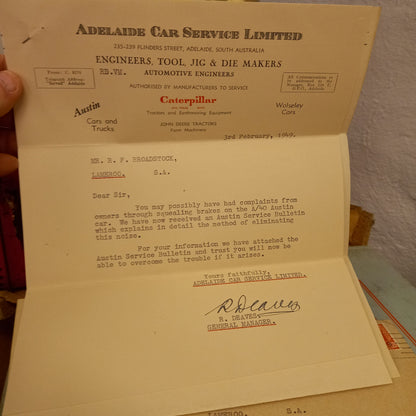 ADELAIDE CAR SERVICE LIMITED
235-239 FLINDERS STREET, ADELAIDE, SOUTH AUSTRALIA
ENGINEERS, TOOL, JIG & DIE MAKERS
AUTOMOTIVE ENGINEERS
RD.VM.
AUTHORISED BY MANUFACTURERS TO SERVICE
Austin
Cars and
Trucks
Caterpillar
Tractors and Earthmoving Equipment
JOHN DEERE TRACTORS
Farm Machinery
Wolseley
Cars
3rd February, 1949.
MR. R. F. BROADSTOCK,
LAMEROO. S.A.
Dear Sir,
You may possibly have had complaints from
owners through squealing brakes on the A/40 Austin
car. We have now received an Austin Service Bulletin
which explains in detail the method of eliminating
this noise.
For your information we have attached the
Austin Service Bulletin and trust you will now be
able to overcome the trouble if it arises.
Yours faithfully,
ADELAIDE CAR SERVICE LIMITED.
R Deaves
R. DEAVES.
GENERAL MANAGER.
LAMEROO. S.A.